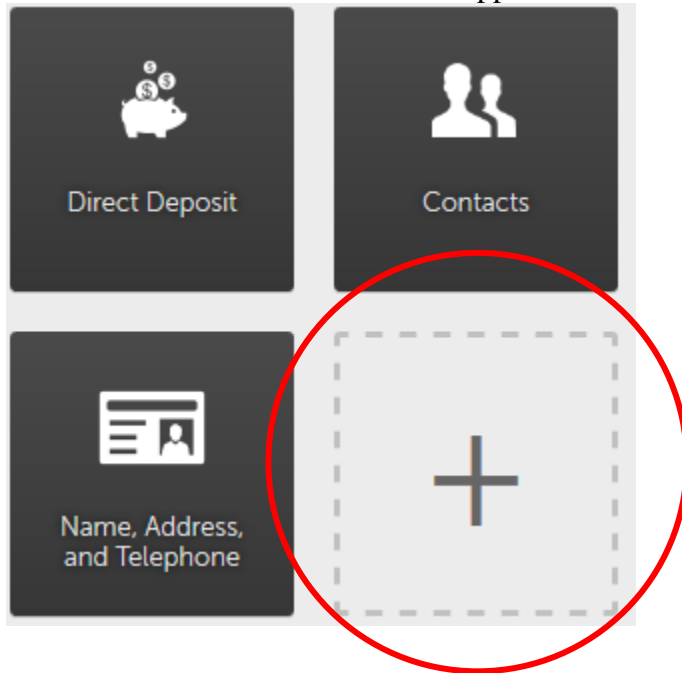 Direct Deposit
Contacts
Name, Address,
and Telephone